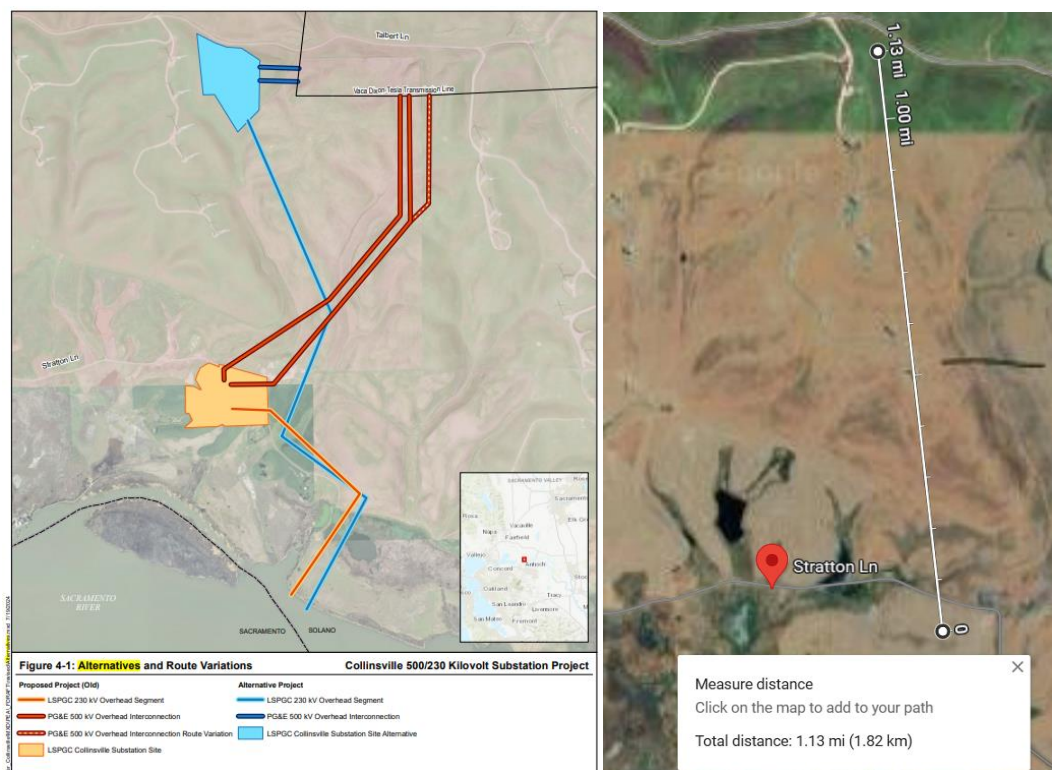 Talbert Ln
Vaca Dixon-Tesla Transmission Line
Stratton Ln
SACRAMENTO
RIVER
SACRAMENTO
SOLANO
SACRAMENTO VALLEY
Napa
Vacaville
Fairfield
Vallejo
Concord
Antioch
Oakland
Tracy
San Leandro
Livermore
San Mateo
Fremont
Figure 4-1: Alternatives and Route Variations
Collinsville 500/230 Kilovolt Substation Project
Proposed Project (Old)
LSPGC 230 kV Overhead Segment
PG&E 500 kV Overhead Interconnection
PG&E 500 kV Overhead Interconnection Route Variation
LSPGC Collinsville Substation Site
Alternative Project
LSPGC 230 kV Overhead Segment
PG&E 500 kV Overhead Interconnection
LSPGC Collinsville Substation Site Alternative
1.13 mi
1.00 mi
Google
Stratton Ln
0
Measure distance
Click on the map to add to your path
Total distance: 1.13 mi (1.82 km)